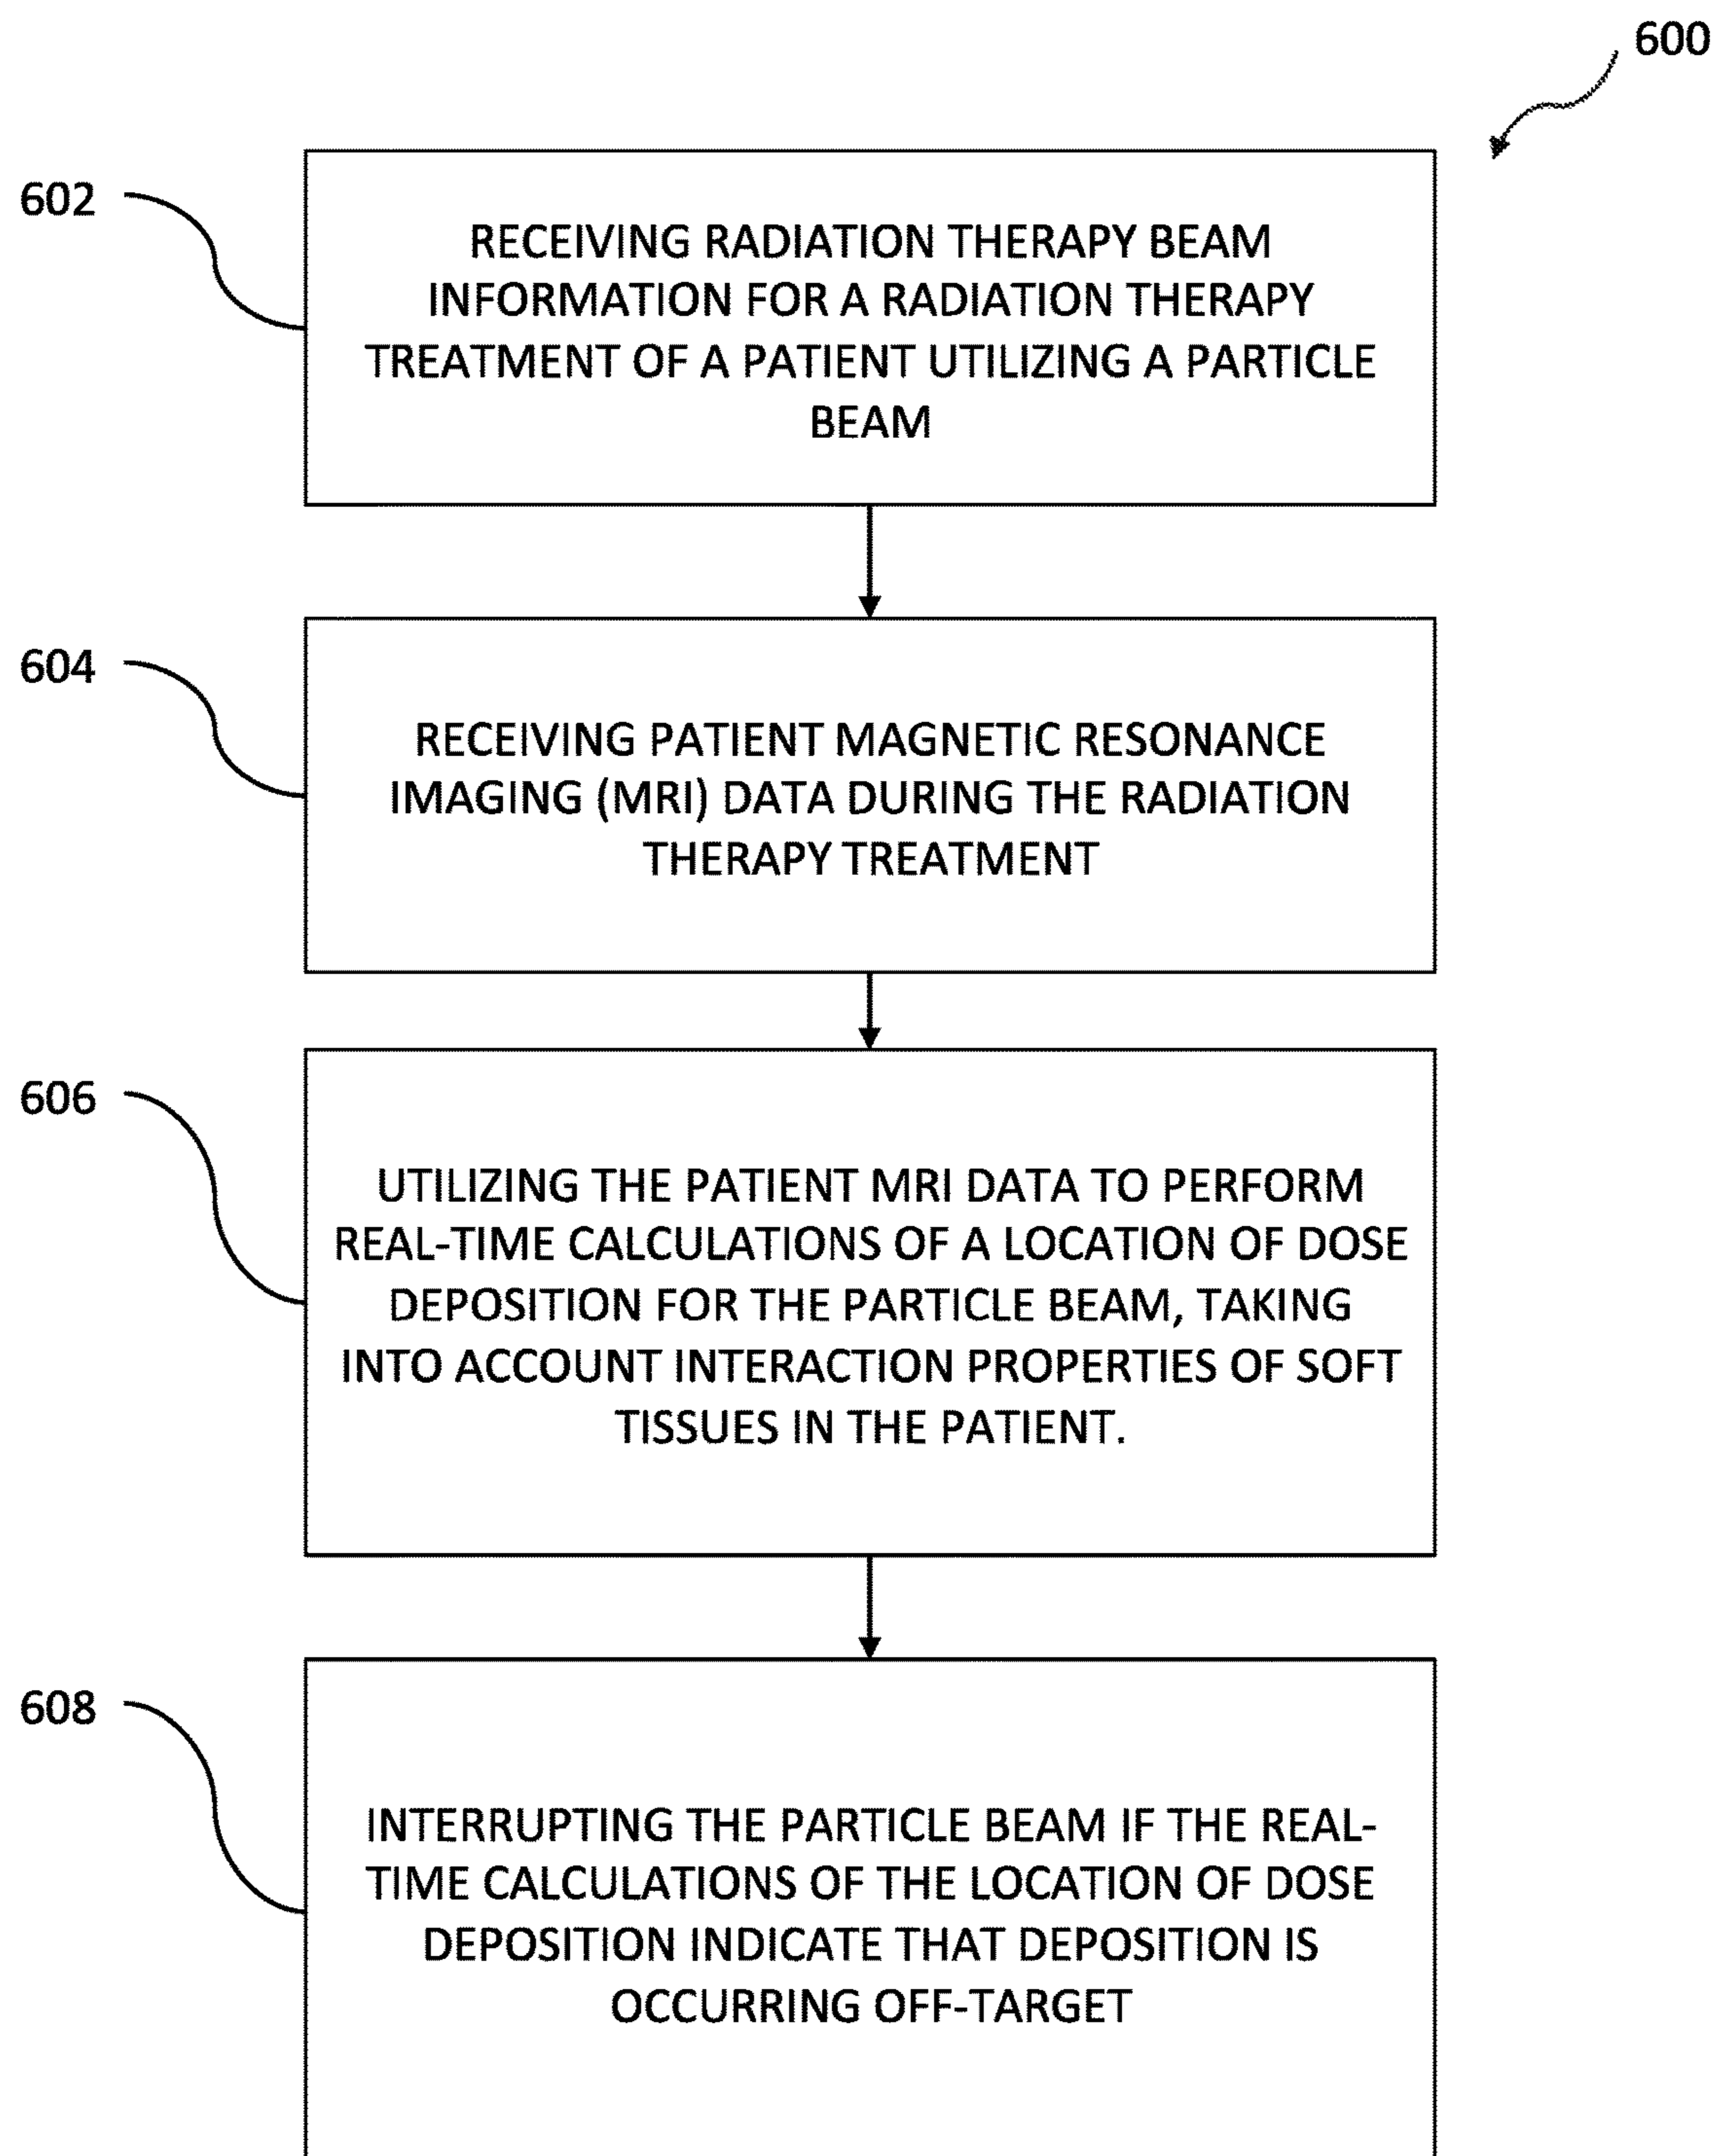 600
602
RECEIVING RADIATION THERAPY BEAM
INFORMATION FOR A RADIATION THERAPY
TREATMENT OF A PATIENT UTILIZING A PARTICLE
BEAM
604
RECEIVING PATIENT MAGNETIC RESONANCE
IMAGING (MRI) DATA DURING THE RADIATION
THERAPY TREATMENT
606
UTILIZING THE PATIENT MRI DATA TO PERFORM
REAL-TIME CALCULATIONS OF A LOCATION OF DOSE
DEPOSITION FOR THE PARTICLE BEAM, TAKING
INTO ACCOUNT INTERACTION PROPERTIES OF SOFT
TISSUES IN THE PATIENT.
608
INTERRUPTING THE PARTICLE BEAM IF THE REAL-
TIME CALCULATIONS OF THE LOCATION OF DOSE
DEPOSITION INDICATE THAT DEPOSITION IS
OCCURRING OFF-TARGET